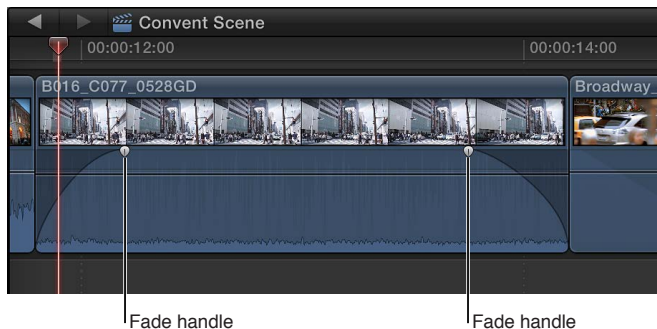 Convent Scene
00:00:12:00
00:00:14:00
B016_C077_0528GD
Broadway_
Fade handle
Fade handle